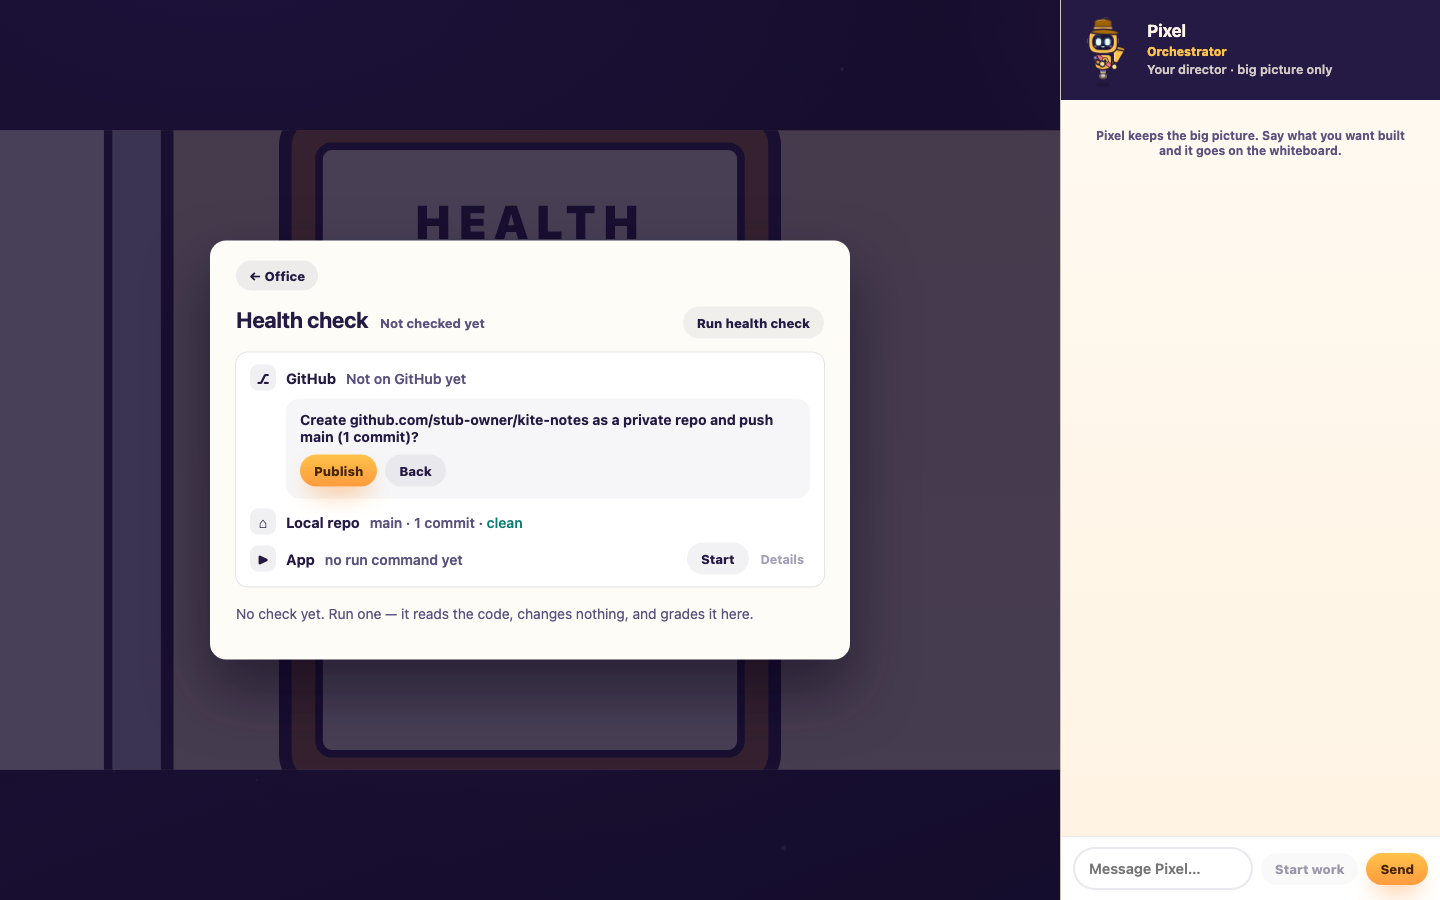 HEALTH
← Office
Health check Not checked yet Run health check
GitHub Not on GitHub yet
Create github.com/stub-owner/kite-notes as a private repo and push
main (1 commit)?
Publish Back
Local repo main · 1 commit · clean
App no run command yet Start Details
No check yet. Run one — it reads the code, changes nothing, and grades it here.
Pixel
Orchestrator
Your director · big picture only
Pixel keeps the big picture. Say what you want built
and it goes on the whiteboard.
Message Pixel... Start work Send